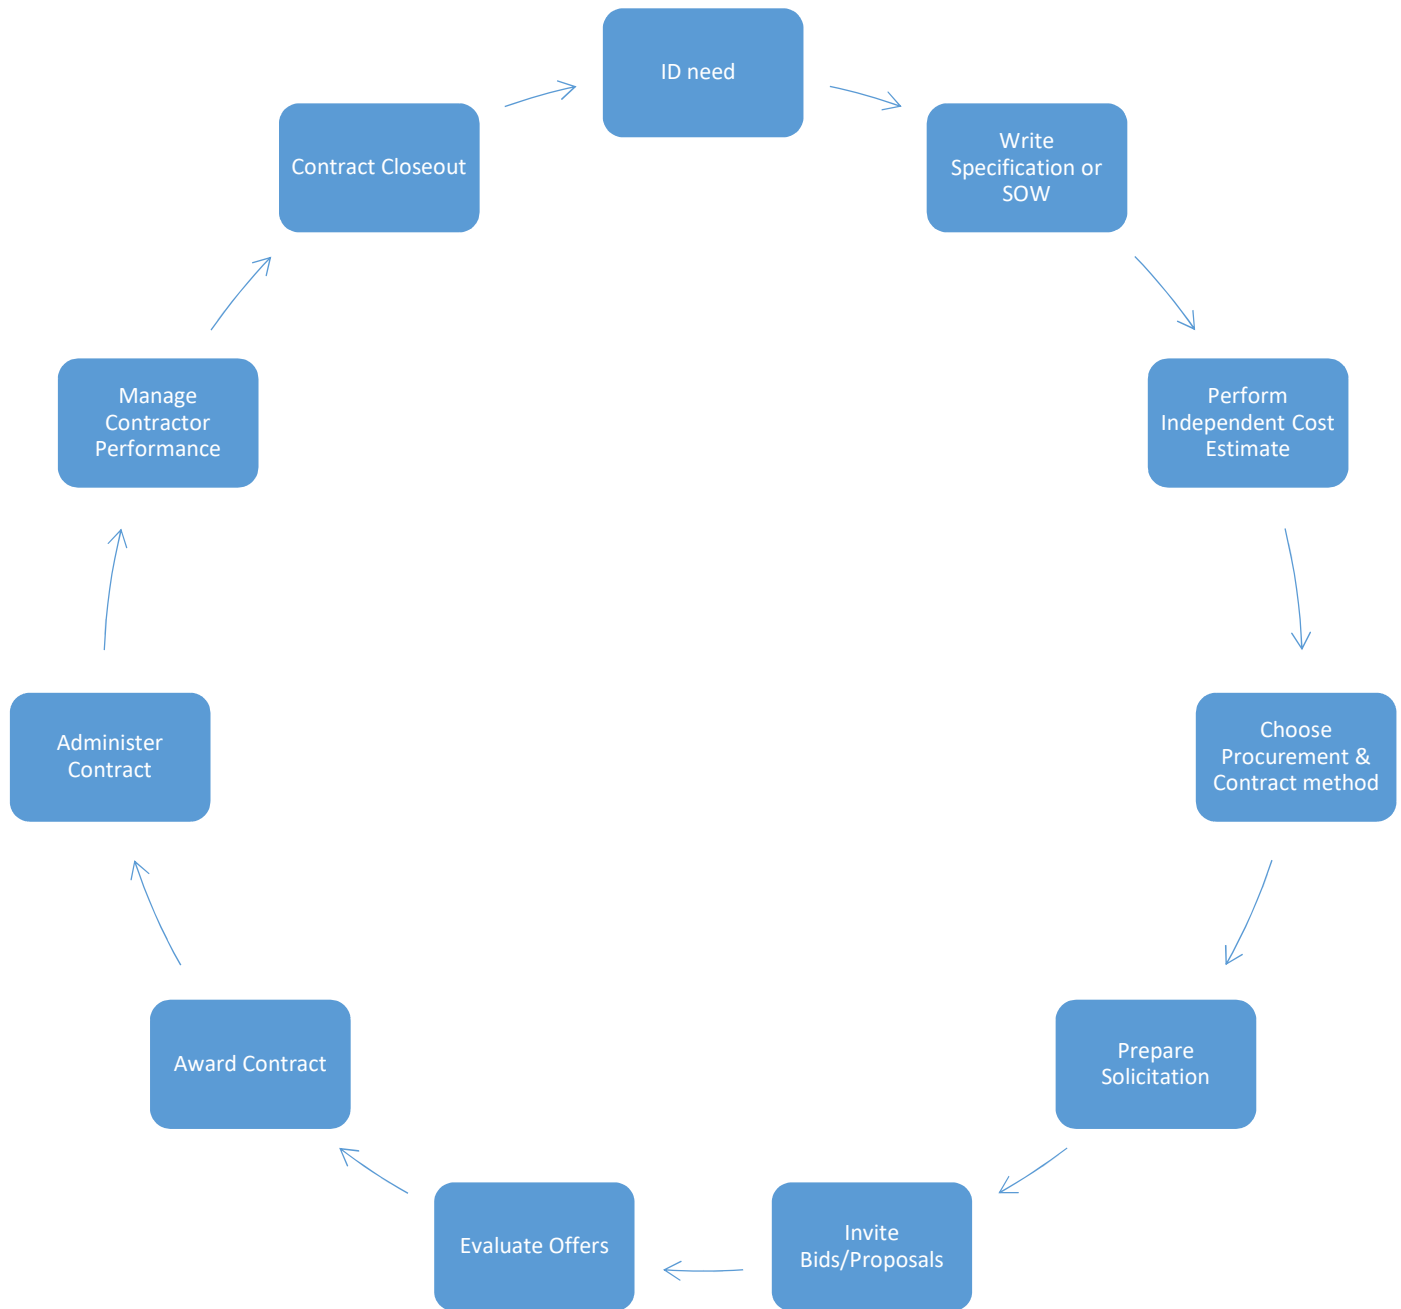 ID need
Write
Specification or
SOW
Perform
Independent Cost
Estimate
Choose
Procurement &
Contract method
Prepare
Solicitation
Invite
Bids/Proposals
Evaluate Offers
Award Contract
Administer
Contract
Manage
Contractor
Performance
Contract Closeout